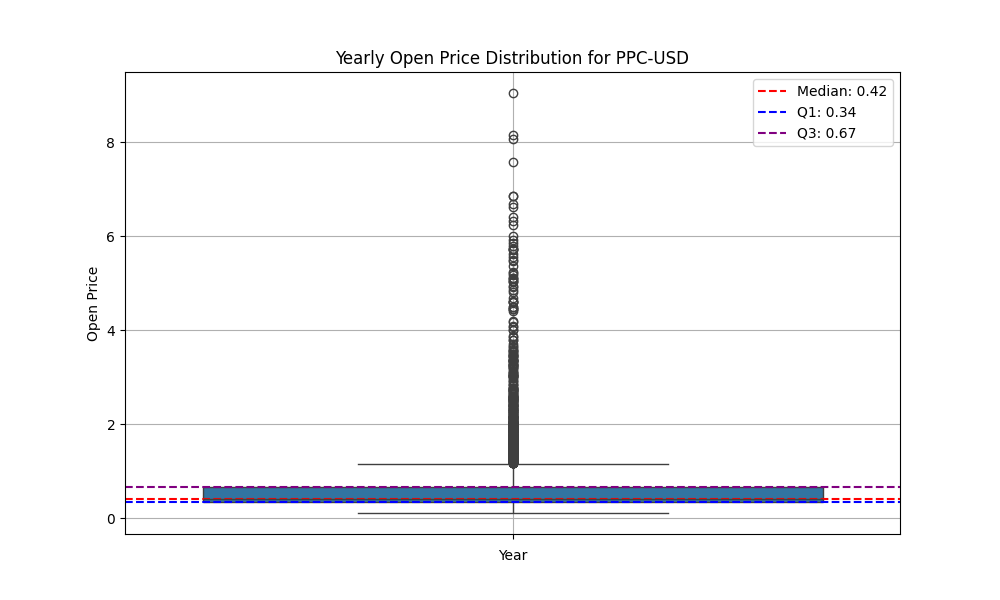 Yearly Open Price Distribution for PPC-USD
Median: 0.42
Q1: 0.34
Q3: 0.67
8
6
4
2
0
Open Price
Year